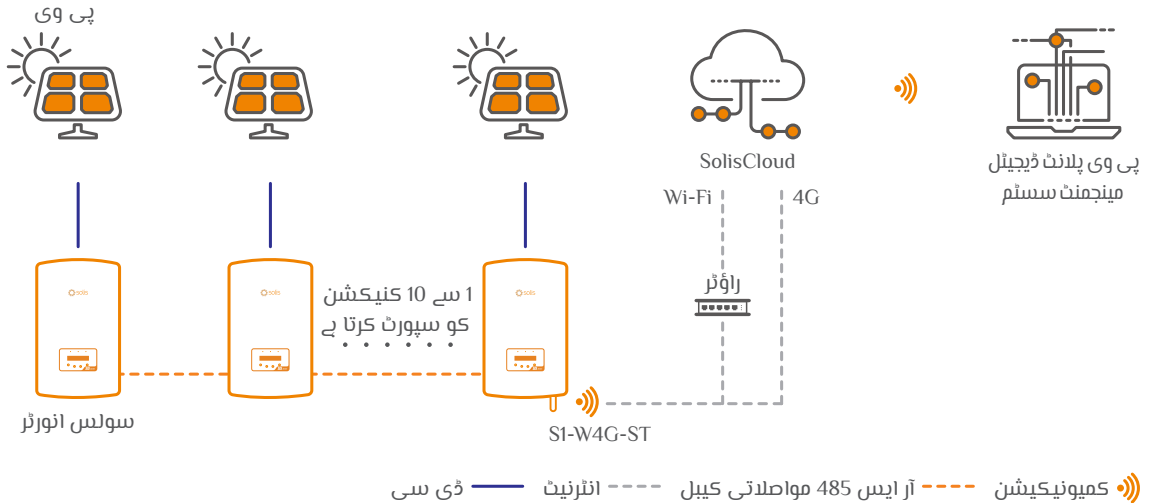 پی وی
SolisCloud
پی وی پلانٹ ڈیجیٹل
مینجمنٹ سسٹم
Wi-Fi
4G
راؤٹر
solis
solis
solis
1 سے 10 کنیکشن
کو سپورٹ کرتا ہے
سولس انورٹر
S1-W4G-ST
کمیونیکیشن
آر ایس 485 مواصلاتی کیبل
انٹرنیٹ
ڈی سی